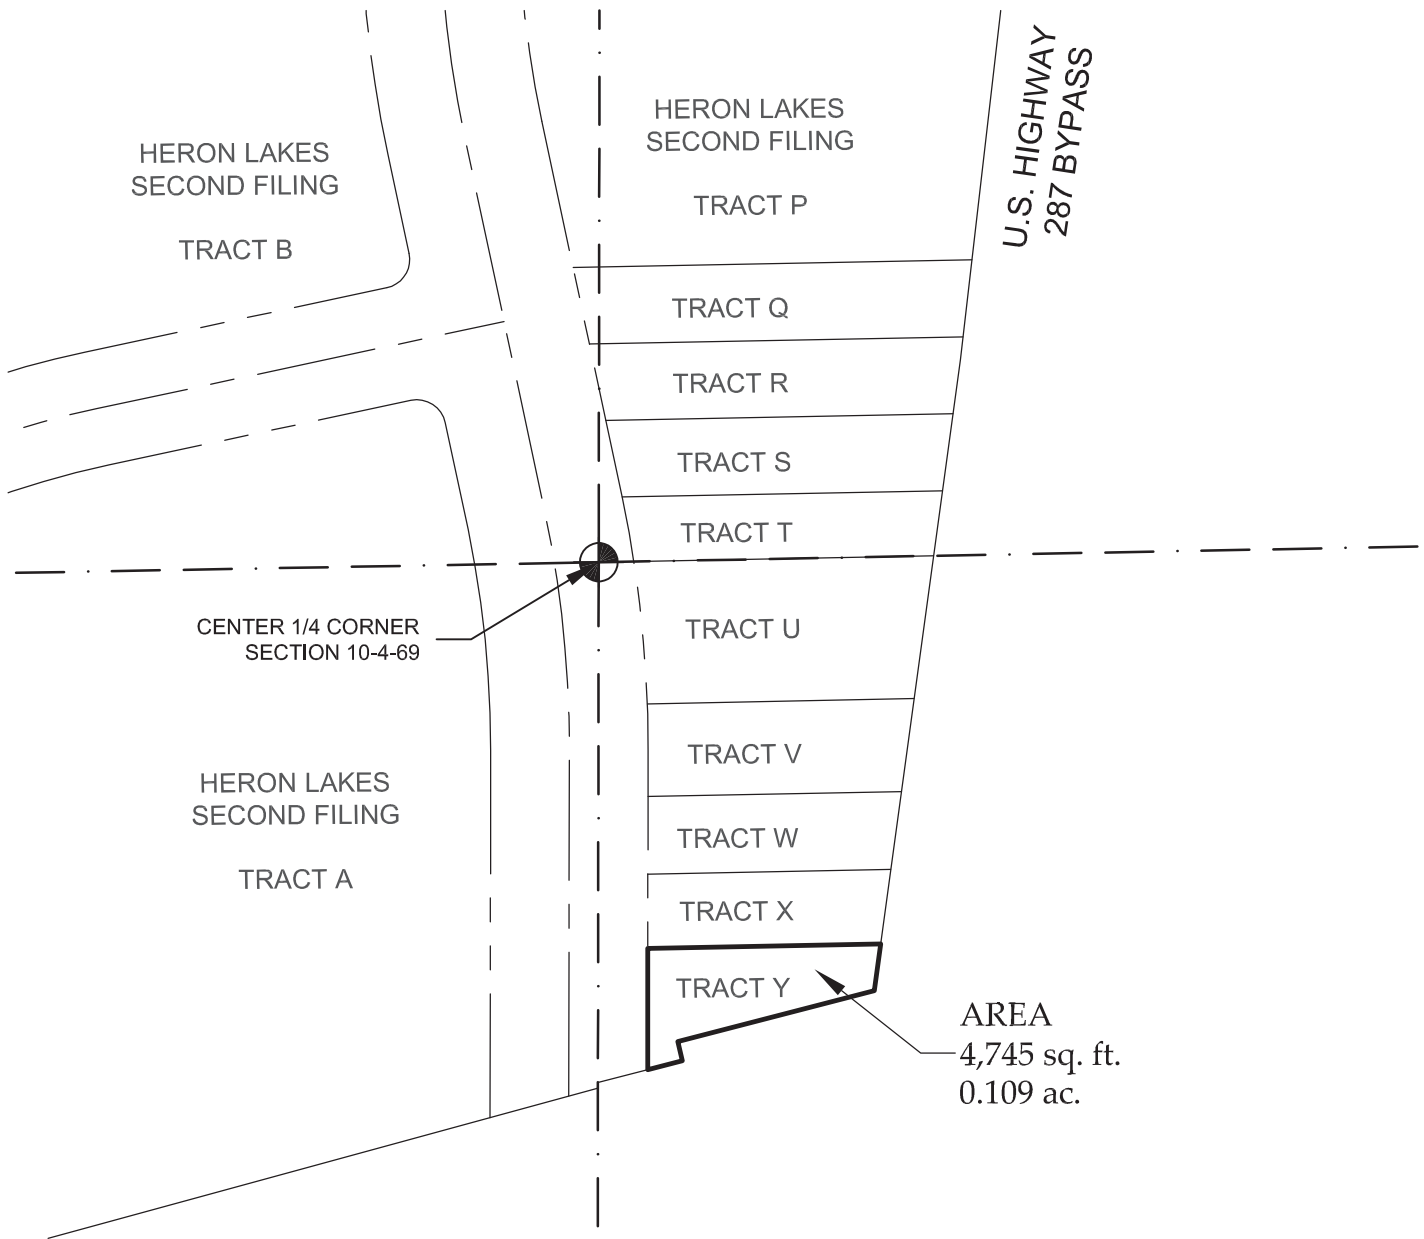 HERON LAKES
SECOND FILING
TRACT B
HERON LAKES
SECOND FILING
TRACT P
U.S. HIGHWAY
287 BYPASS
TRACT Q
TRACT R
TRACT S
TRACT T
CENTER 1/4 CORNER
SECTION 10-4-69
TRACT U
TRACT V
HERON LAKES
SECOND FILING
TRACT A
TRACT W
TRACT X
TRACT Y
AREA
4,745 sq. ft.
0.109 ac.